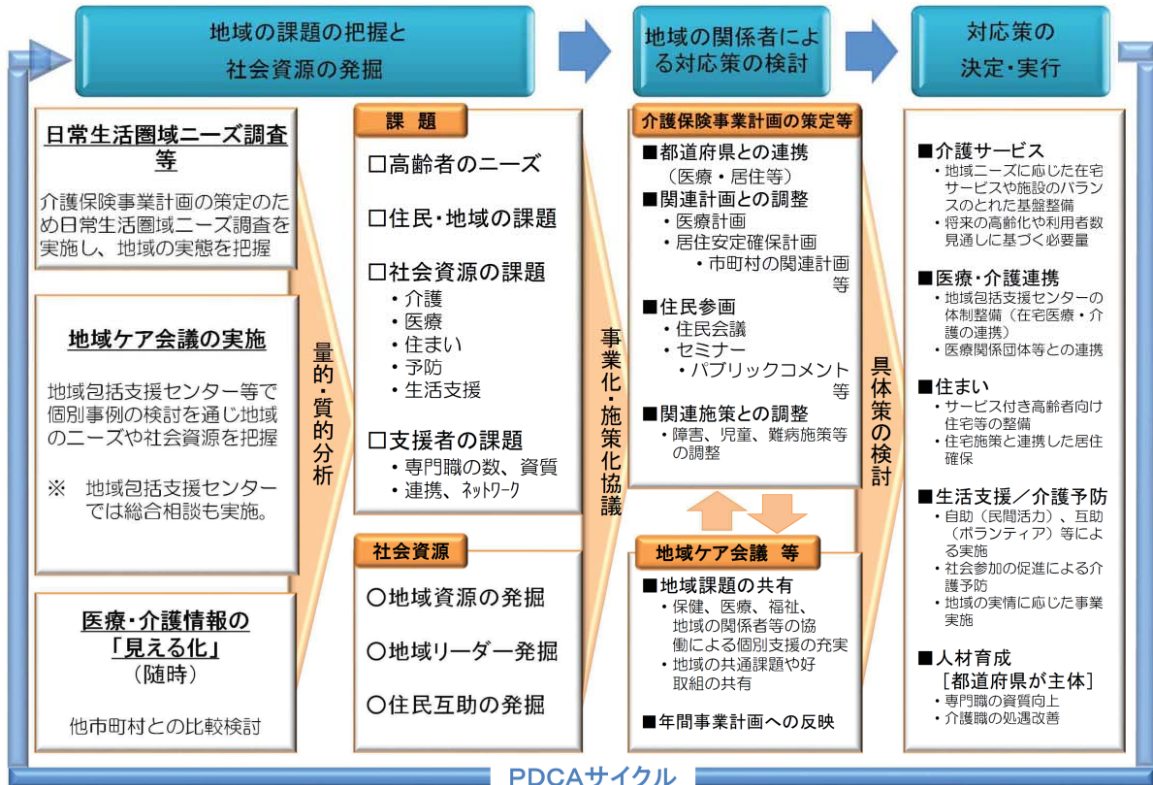 地域の課題の把握と
社会資源の発掘
地域の関係者によ
る対応策の検討
対応策の
決定・実行
日常生活圏域ニーズ調査
等
介護保険事業計画の策定のた
め日常生活圏域ニーズ調査を
実施し、地域の実態を把握
地域ケア会議の実施
地域包括支援センター等で
個別事例の検討を通じ地域
のニーズや社会資源を把握
※ 地域包括支援センター
では総合相談も実施。
医療・介護情報の
「見える化」
(随時)
他市町村との比較検討
量的・質的分析
課 題
□高齢者のニーズ
□住民・地域の課題
□社会資源の課題
・介護
・医療
・住まい
・予防
・生活支援
□支援者の課題
・専門職の数、資質
・連携、ネットワーク
社会資源
○地域資源の発掘
○地域リーダー発掘
○住民互助の発掘
事業化・施策化協議
介護保険事業計画の策定等
■都道府県との連携
(医療・居住等)
■関連計画との調整
・医療計画
・居住安定確保計画
・市町村の関連計画
等
■住民参画
・住民会議
・セミナー
・パブリックコメント
等
■関連施策との調整
・障害、児童、難病施策等
の調整
地域ケア会議 等
■地域課題の共有
・保健、医療、福祉、
地域の関係者等の協
働による個別支援の充実
・地域の共通課題や好
取組の共有
■年間事業計画への反映
具体策の検討
■介護サービス
・地域ニーズに応じた在宅
サービスや施設のバラン
スのとれた基盤整備
・将来の高齢化や利用者数
見通しに基づく必要量
■医療・介護連携
・地域包括支援センターの
体制整備(在宅医療・介
護の連携)
・医療関係団体等との連携
■住まい
・サービス付き高齢者向け
住宅等の整備
・住宅施策と連携した居住
確保
■生活支援/介護予防
・自助(民間活力)、互助
(ボランティア)等によ
る実施
・社会参加の促進による介
護予防
・地域の実情に応じた事業
実施
■人材育成
[都道府県が主体]
・専門職の資質向上
・介護職の処遇改善
PDCAサイクル